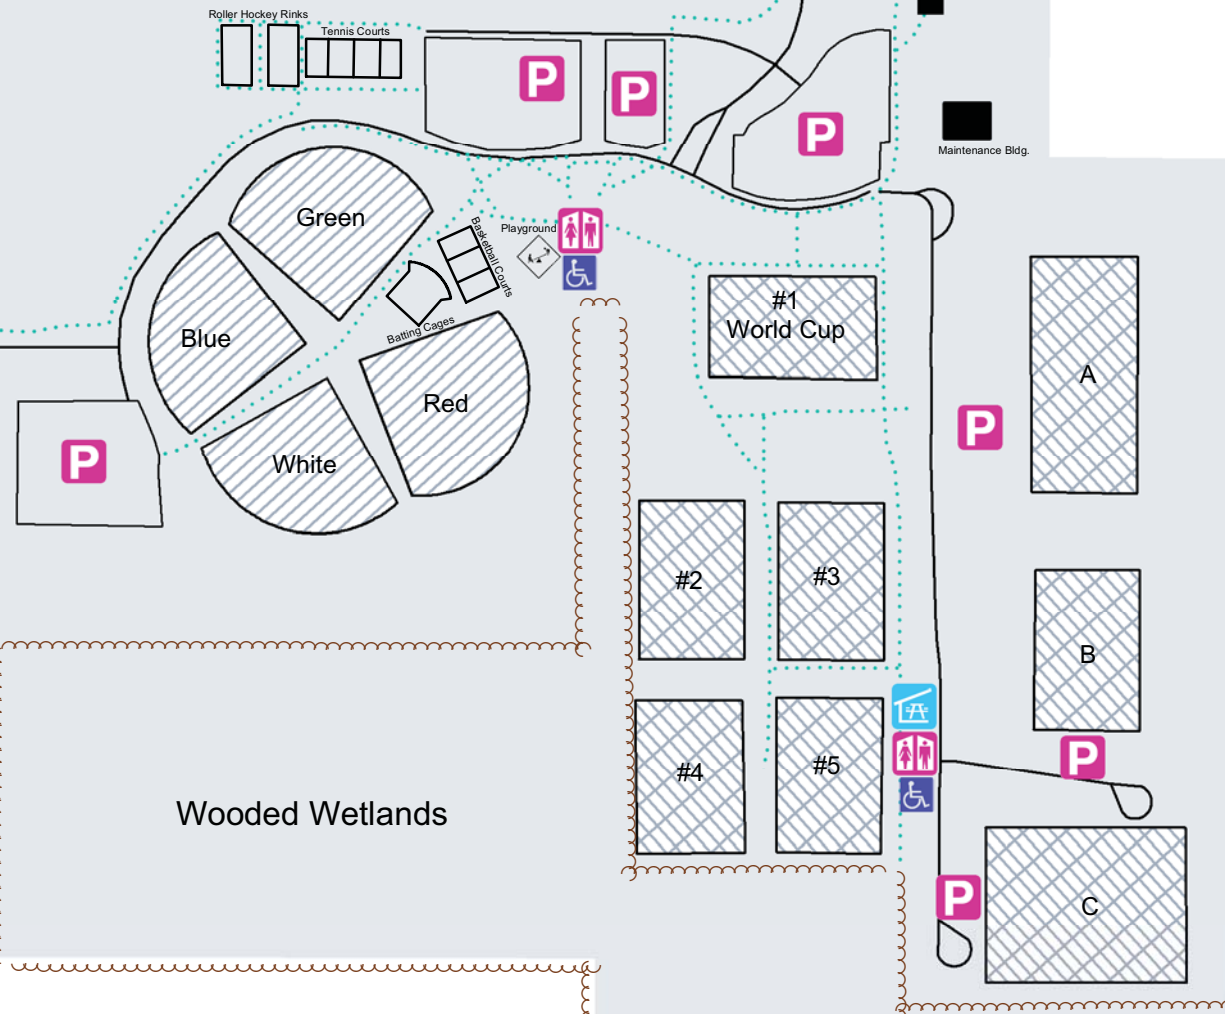 Roller Hockey Rinks
Tennis Courts
P
P
P
Maintenance Bldg.
Green
Playground
Basketball Courts
#1
World Cup
Blue
Batting Cages
A
Red
P
P
White
#2
#3
B
P
#4
#5
Wooded Wetlands
P
C